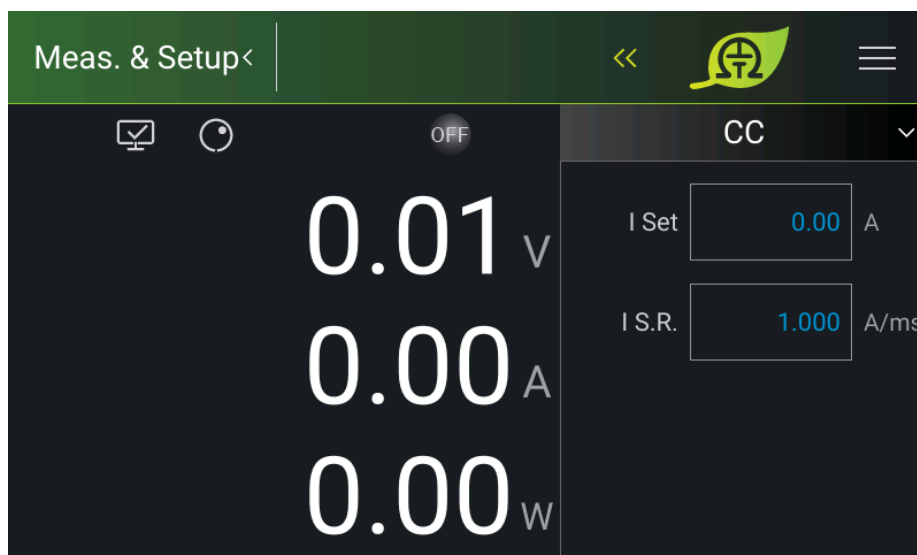 Meas. & Setup<
<<
OFF
CC
0.01 V
I Set 0.00 A
I S.R. 1.000 A/ms
0.00 A
0.00 W